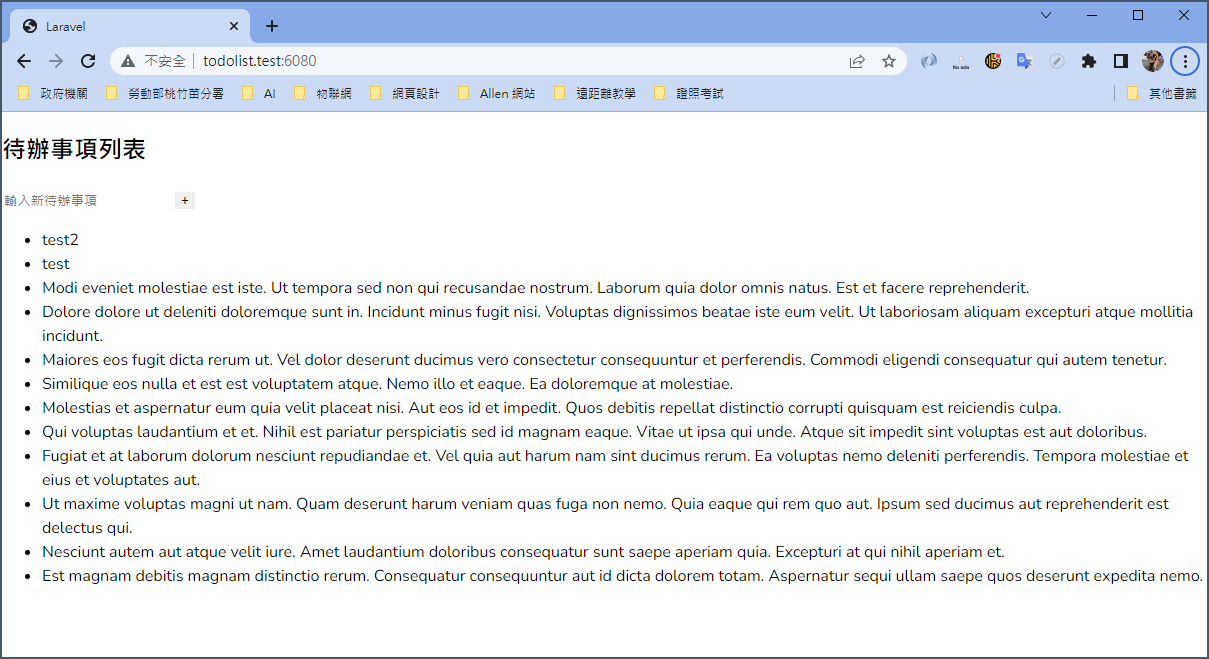 Laravel
不安全 todolist.test:6080
No ads
政府機關 勞動部桃竹苗分署 AI 物聯網 網頁設計 Allen 網站 遠距離教學 證照考試 其他書籤
待辦事項列表
輸入新待辦事項 +
test2
test
Modi eveniet molestiae est iste. Ut tempora sed non qui recusandae nostrum. Laborum quia dolor omnis natus. Est et facere reprehenderit.
Dolore dolore ut deleniti doloremque sunt in. Incidunt minus fugit nisi. Voluptas dignissimos beatae iste eum velit. Ut laboriosam aliquam excepturi atque mollitia
incidunt.
Maiores eos fugit dicta rerum ut. Vel dolor deserunt ducimus vero consectetur consequuntur et perferendis. Commodi eligendi consequatur qui autem tenetur.
Similique eos nulla et est est voluptatem atque. Nemo illo et eaque. Ea doloremque at molestiae.
Molestias et aspernatur eum quia velit placeat nisi. Aut eos id et impedit. Quos debitis repellat distinctio corrupti quisquam est reiciendis culpa.
Qui voluptas laudantium et et. Nihil est pariatur perspiciatis sed id magnam eaque. Vitae ut ipsa qui unde. Atque sit impedit sint voluptas est aut doloribus.
Fugiat et at laborum dolorum nesciunt repudiandae et. Vel quia aut harum nam sint ducimus rerum. Ea voluptas nemo deleniti perferendis. Tempora molestiae et
eius et voluptates aut.
Ut maxime voluptas magni ut nam. Quam deserunt harum veniam quas fuga non nemo. Quia eaque qui rem quo aut. Ipsum sed ducimus aut reprehenderit est
delectus qui.
Nesciunt autem aut atque velit iure. Amet laudantium doloribus consequatur sunt saepe aperiam quia. Excepturi at qui nihil aperiam et.
Est magnam debitis magnam distinctio rerum. Consequatur consequuntur aut id dicta dolorem totam. Aspernatur sequi ullam saepe quos deserunt expedita nemo.